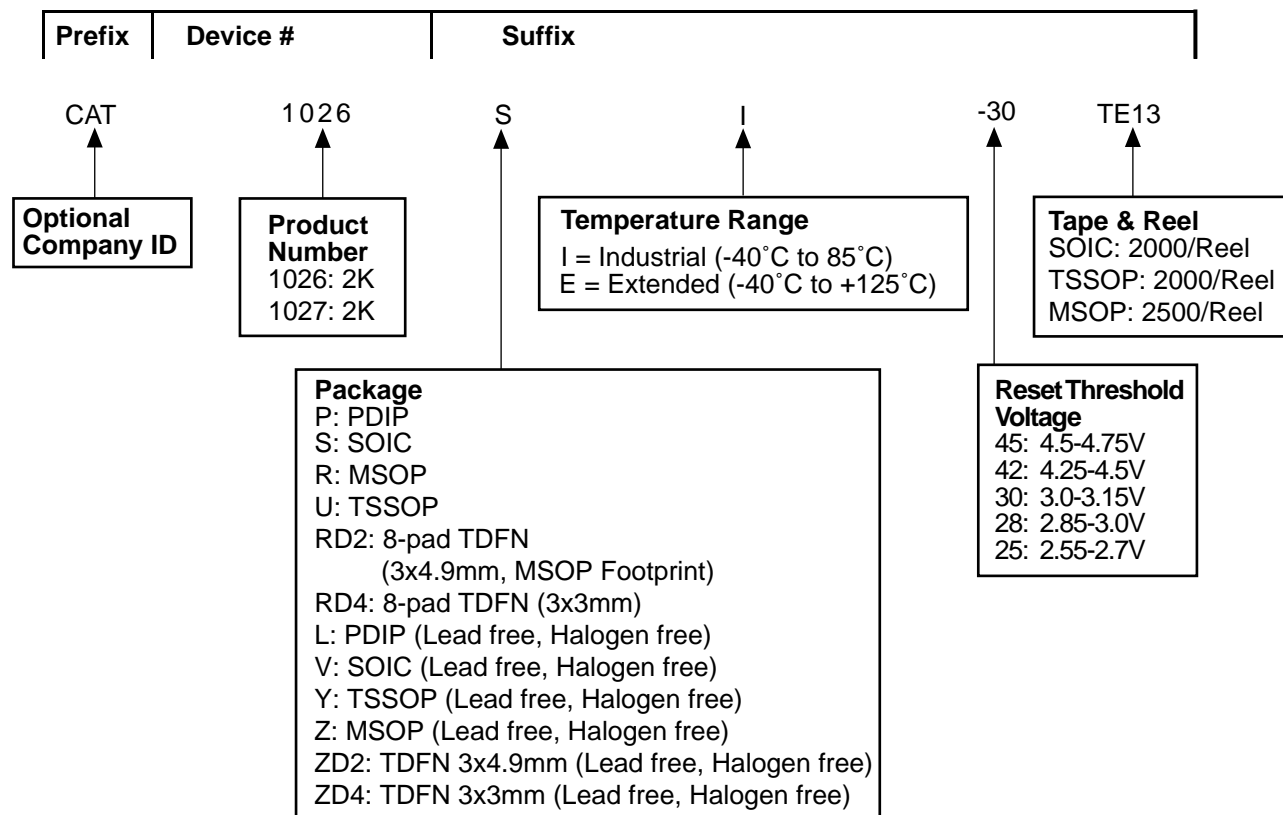 Prefix Device # Suffix
CAT 1026 S I -30 TE13
Optional
Company ID
Product
Number
1026: 2K
1027: 2K
Temperature Range
I = Industrial (-40˚C to 85˚C)
E = Extended (-40˚C to +125˚C)
Tape & Reel
SOIC: 2000/Reel
TSSOP: 2000/Reel
MSOP: 2500/Reel
Package
P: PDIP
S: SOIC
R: MSOP
U: TSSOP
RD2: 8-pad TDFN
(3x4.9mm, MSOP Footprint)
RD4: 8-pad TDFN (3x3mm)
L: PDIP (Lead free, Halogen free)
V: SOIC (Lead free, Halogen free)
Y: TSSOP (Lead free, Halogen free)
Z: MSOP (Lead free, Halogen free)
ZD2: TDFN 3x4.9mm (Lead free, Halogen free)
ZD4: TDFN 3x3mm (Lead free, Halogen free)
Reset Threshold
Voltage
45: 4.5-4.75V
42: 4.25-4.5V
30: 3.0-3.15V
28: 2.85-3.0V
25: 2.55-2.7V